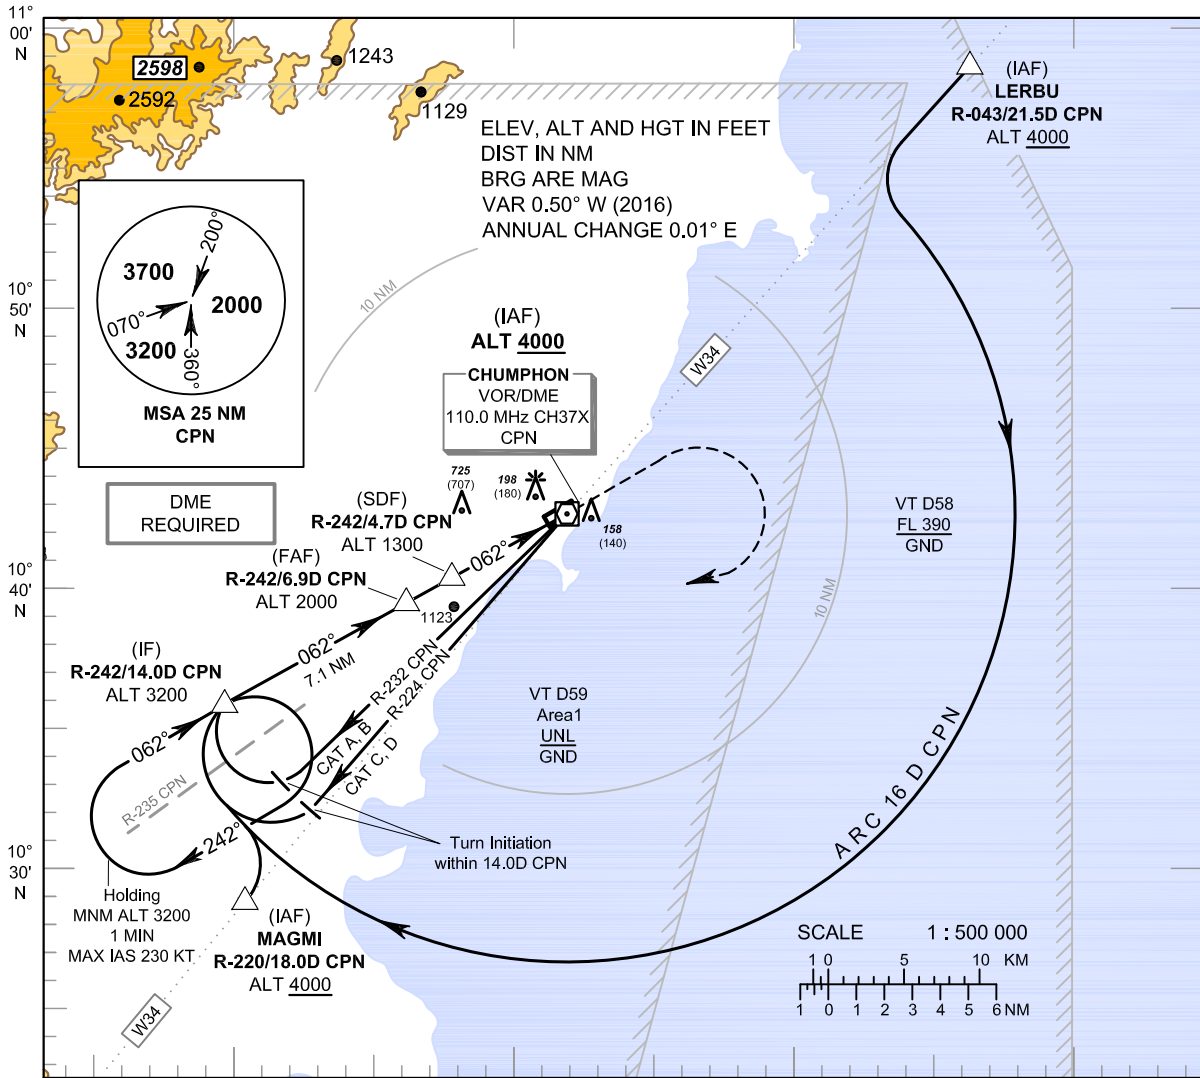 11°
00'
N
2598
2592
1243
1129
ELEV, ALT AND HGT IN FEET
DIST IN NM
BRG ARE MAG
VAR 0.50° W (2016)
ANNUAL CHANGE 0.01° E
(IAF)
LERBU
R-043/21.5D CPN
ALT 4000
200°
3700
2000
070°
3200
360°
MSA 25 NM
CPN
10°
50'
N
10 NM
W34
(IAF)
ALT 4000
CHUMPHON
VOR/DME
110.0 MHz CH37X
CPN
DME
REQUIRED
725
(707)
198
(180)
158
(140)
(SDF)
R-242/4.7D CPN
ALT 1300
062°
(FAF)
R-242/6.9D CPN
ALT 2000
1123
VT D58
FL 390
GND
10 NM
10°
40'
N
(IF)
R-242/14.0D CPN
ALT 3200
062°
7.1 NM
R-232 CPN
R-224 CPN
CAT A, B
CAT C, D
VT D59
Area1
UNL
GND
062°
R-235 CPN
242°
Turn Initiation
within 14.0D CPN
ARC 16 D CPN
10°
30'
N
Holding
MNM ALT 3200
1 MIN
MAX IAS 230 KT
(IAF)
MAGMI
R-220/18.0D CPN
ALT 4000
W34
SCALE 1 : 500 000
1 0 5 10 KM
1 0 1 2 3 4 5 6 NM